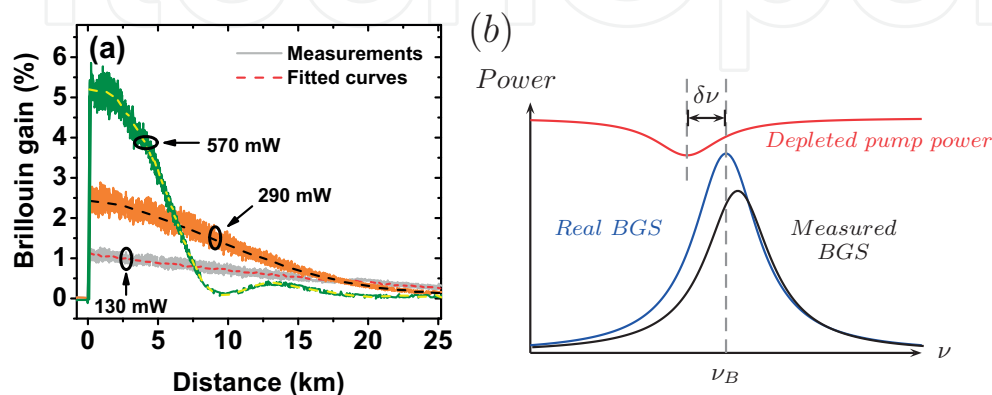 (a)
Brillouin gain (%)
6
5
4
3
2
1
0
Measurements
Fitted curves
570 mW
290 mW
130 mW
0 5 10 15 20 25
Distance (km)
(b)
Power
δν
Depleted pump power
Real BGS
Measured
BGS
ν_B
ν